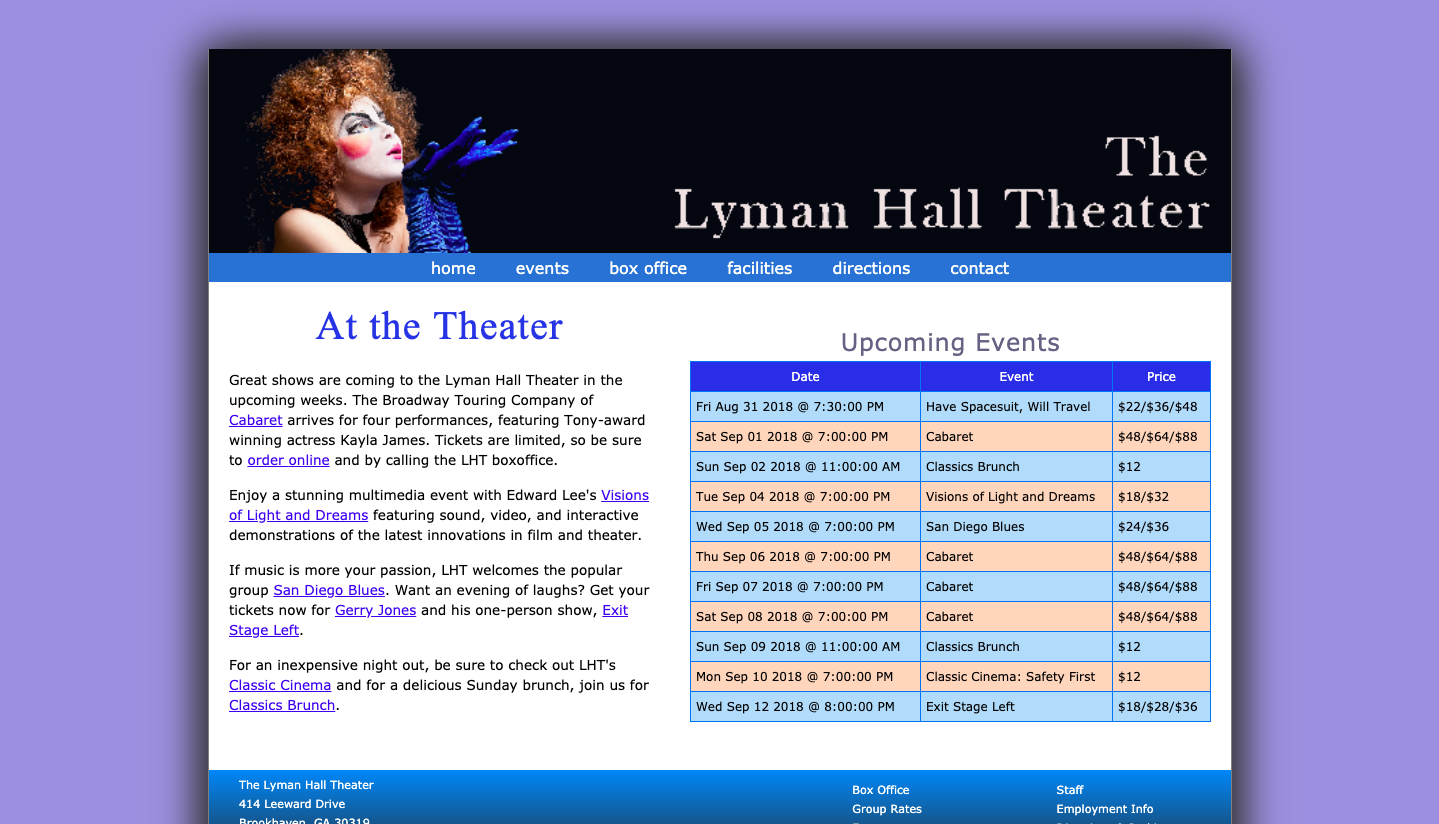 The
Lyman Hall Theater
home events box office facilities directions contact
At the Theater
Great shows are coming to the Lyman Hall Theater in the
upcoming weeks. The Broadway Touring Company of
Cabaret arrives for four performances, featuring Tony-award
winning actress Kayla James. Tickets are limited, so be sure
to order online and by calling the LHT boxoffice.
Enjoy a stunning multimedia event with Edward Lee's Visions
of Light and Dreams featuring sound, video, and interactive
demonstrations of the latest innovations in film and theater.
If music is more your passion, LHT welcomes the popular
group San Diego Blues. Want an evening of laughs? Get your
tickets now for Gerry Jones and his one-person show, Exit
Stage Left.
For an inexpensive night out, be sure to check out LHT's
Classic Cinema and for a delicious Sunday brunch, join us for
Classics Brunch.
Upcoming Events
Date Event Price
Fri Aug 31 2018 @ 7:30:00 PM Have Spacesuit, Will Travel $22/$36/$48
Sat Sep 01 2018 @ 7:00:00 PM Cabaret $48/$64/$88
Sun Sep 02 2018 @ 11:00:00 AM Classics Brunch $12
Tue Sep 04 2018 @ 7:00:00 PM Visions of Light and Dreams $18/$32
Wed Sep 05 2018 @ 7:00:00 PM San Diego Blues $24/$36
Thu Sep 06 2018 @ 7:00:00 PM Cabaret $48/$64/$88
Fri Sep 07 2018 @ 7:00:00 PM Cabaret $48/$64/$88
Sat Sep 08 2018 @ 7:00:00 PM Cabaret $48/$64/$88
Sun Sep 09 2018 @ 11:00:00 AM Classics Brunch $12
Mon Sep 10 2018 @ 7:00:00 PM Classic Cinema: Safety First $12
Wed Sep 12 2018 @ 8:00:00 PM Exit Stage Left $18/$28/$36
The Lyman Hall Theater
414 Leeward Drive
Brookhaven, GA 30319
Box Office
Group Rates
Staff
Employment Info